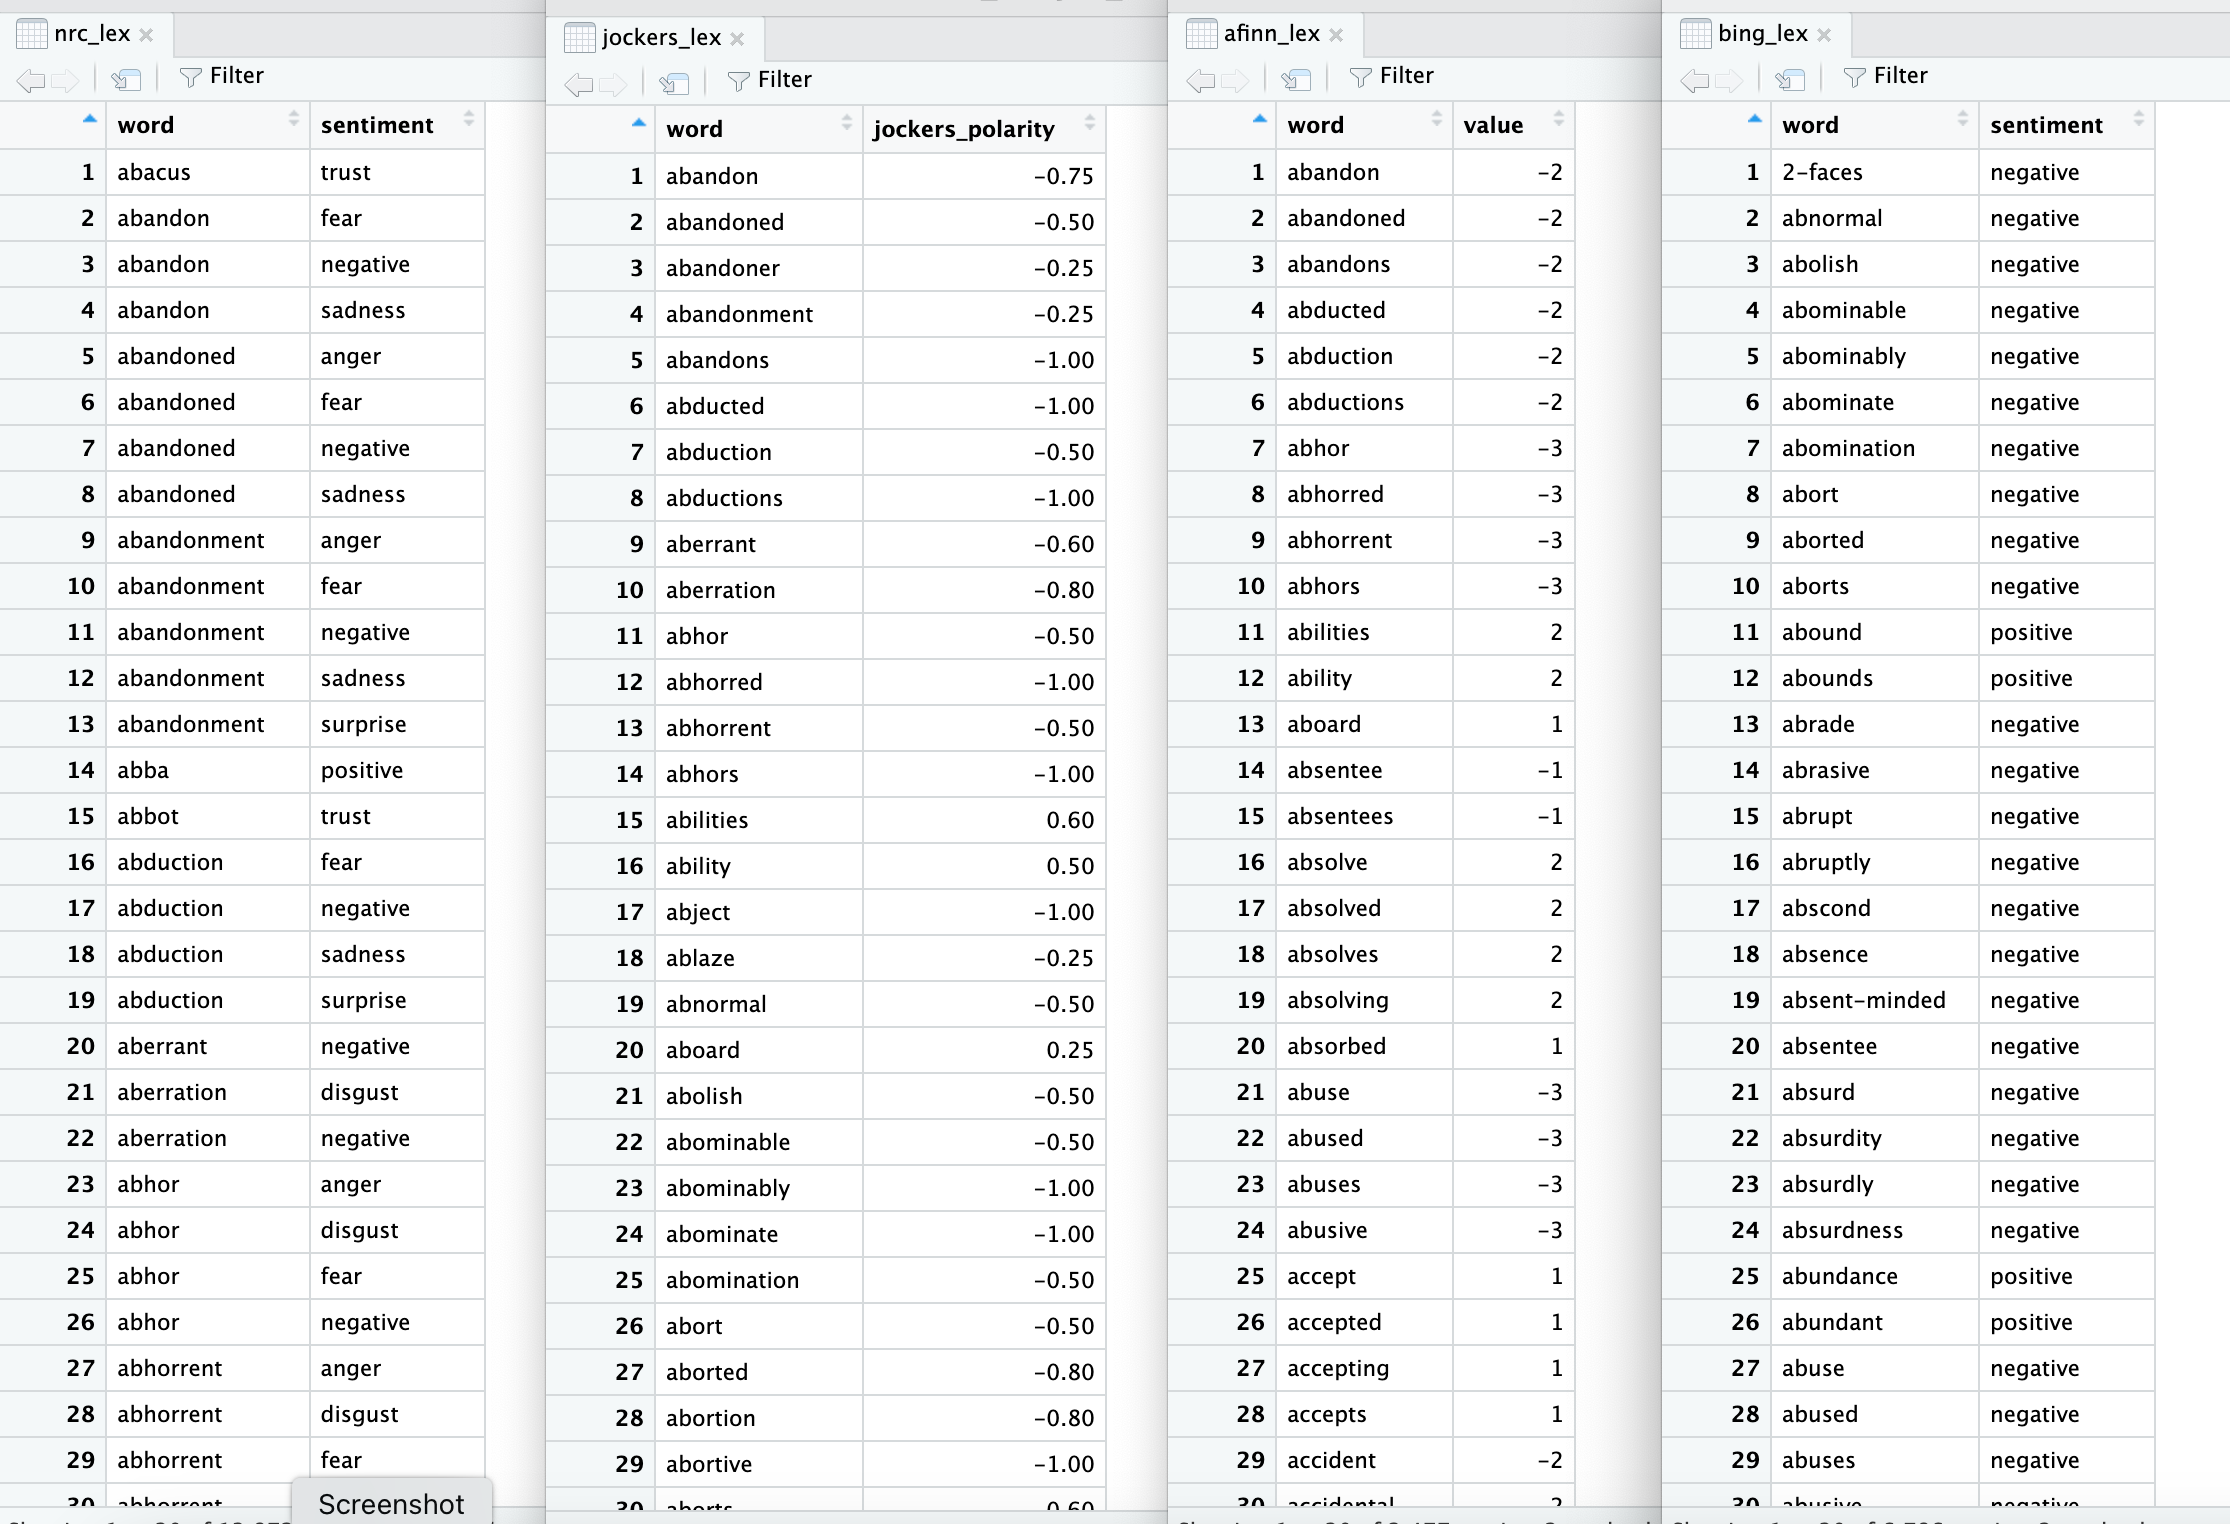 nrc_lex
Filter
word sentiment
1 abacus trust
2 abandon fear
3 abandon negative
4 abandon sadness
5 abandoned anger
6 abandoned fear
7 abandoned negative
8 abandoned sadness
9 abandonment anger
10 abandonment fear
11 abandonment negative
12 abandonment sadness
13 abandonment surprise
14 abba positive
15 abbot trust
16 abduction fear
17 abduction negative
18 abduction sadness
19 abduction surprise
20 aberrant negative
21 aberration disgust
22 aberration negative
23 abhor anger
24 abhor disgust
25 abhor fear
26 abhor negative
27 abhorrent anger
28 abhorrent disgust
29 abhorrent fear
30 abhorrent
Screenshot
jockers_lex
Filter
word jockers_polarity
1 abandon -0.75
2 abandoned -0.50
3 abandoner -0.25
4 abandonment -0.25
5 abandons -1.00
6 abducted -1.00
7 abduction -0.50
8 abductions -1.00
9 aberrant -0.60
10 aberration -0.80
11 abhor -0.50
12 abhorred -1.00
13 abhorrent -0.50
14 abhors -1.00
15 abilities 0.60
16 ability 0.50
17 abject -1.00
18 ablaze -0.25
19 abnormal -0.50
20 aboard 0.25
21 abolish -0.50
22 abominable -0.50
23 abominably -1.00
24 abominate -1.00
25 abomination -0.50
26 abort -0.50
27 aborted -0.80
28 abortion -0.80
29 abortive -1.00
30 aborts
afinn_lex
Filter
word value
1 abandon -2
2 abandoned -2
3 abandons -2
4 abducted -2
5 abduction -2
6 abductions -2
7 abhor -3
8 abhorred -3
9 abhorrent -3
10 abhors -3
11 abilities 2
12 ability 2
13 aboard 1
14 absentee -1
15 absentees -1
16 absolve 2
17 absolved 2
18 absolves 2
19 absolving 2
20 absorbed 1
21 abuse -3
22 abused -3
23 abuses -3
24 abusive -3
25 accept 1
26 accepted 1
27 accepting 1
28 accepts 1
29 accident -2
30 accidental
bing_lex
Filter
word sentiment
1 2-faces negative
2 abnormal negative
3 abolish negative
4 abominable negative
5 abominably negative
6 abominate negative
7 abomination negative
8 abort negative
9 aborted negative
10 aborts negative
11 abound positive
12 abounds positive
13 abrade negative
14 abrasive negative
15 abrupt negative
16 abruptly negative
17 abscond negative
18 absence negative
19 absent-minded negative
20 absentee negative
21 absurd negative
22 absurdity negative
23 absurdly negative
24 absurdness negative
25 abundance positive
26 abundant positive
27 abuse negative
28 abused negative
29 abuses negative
30 abusive negative